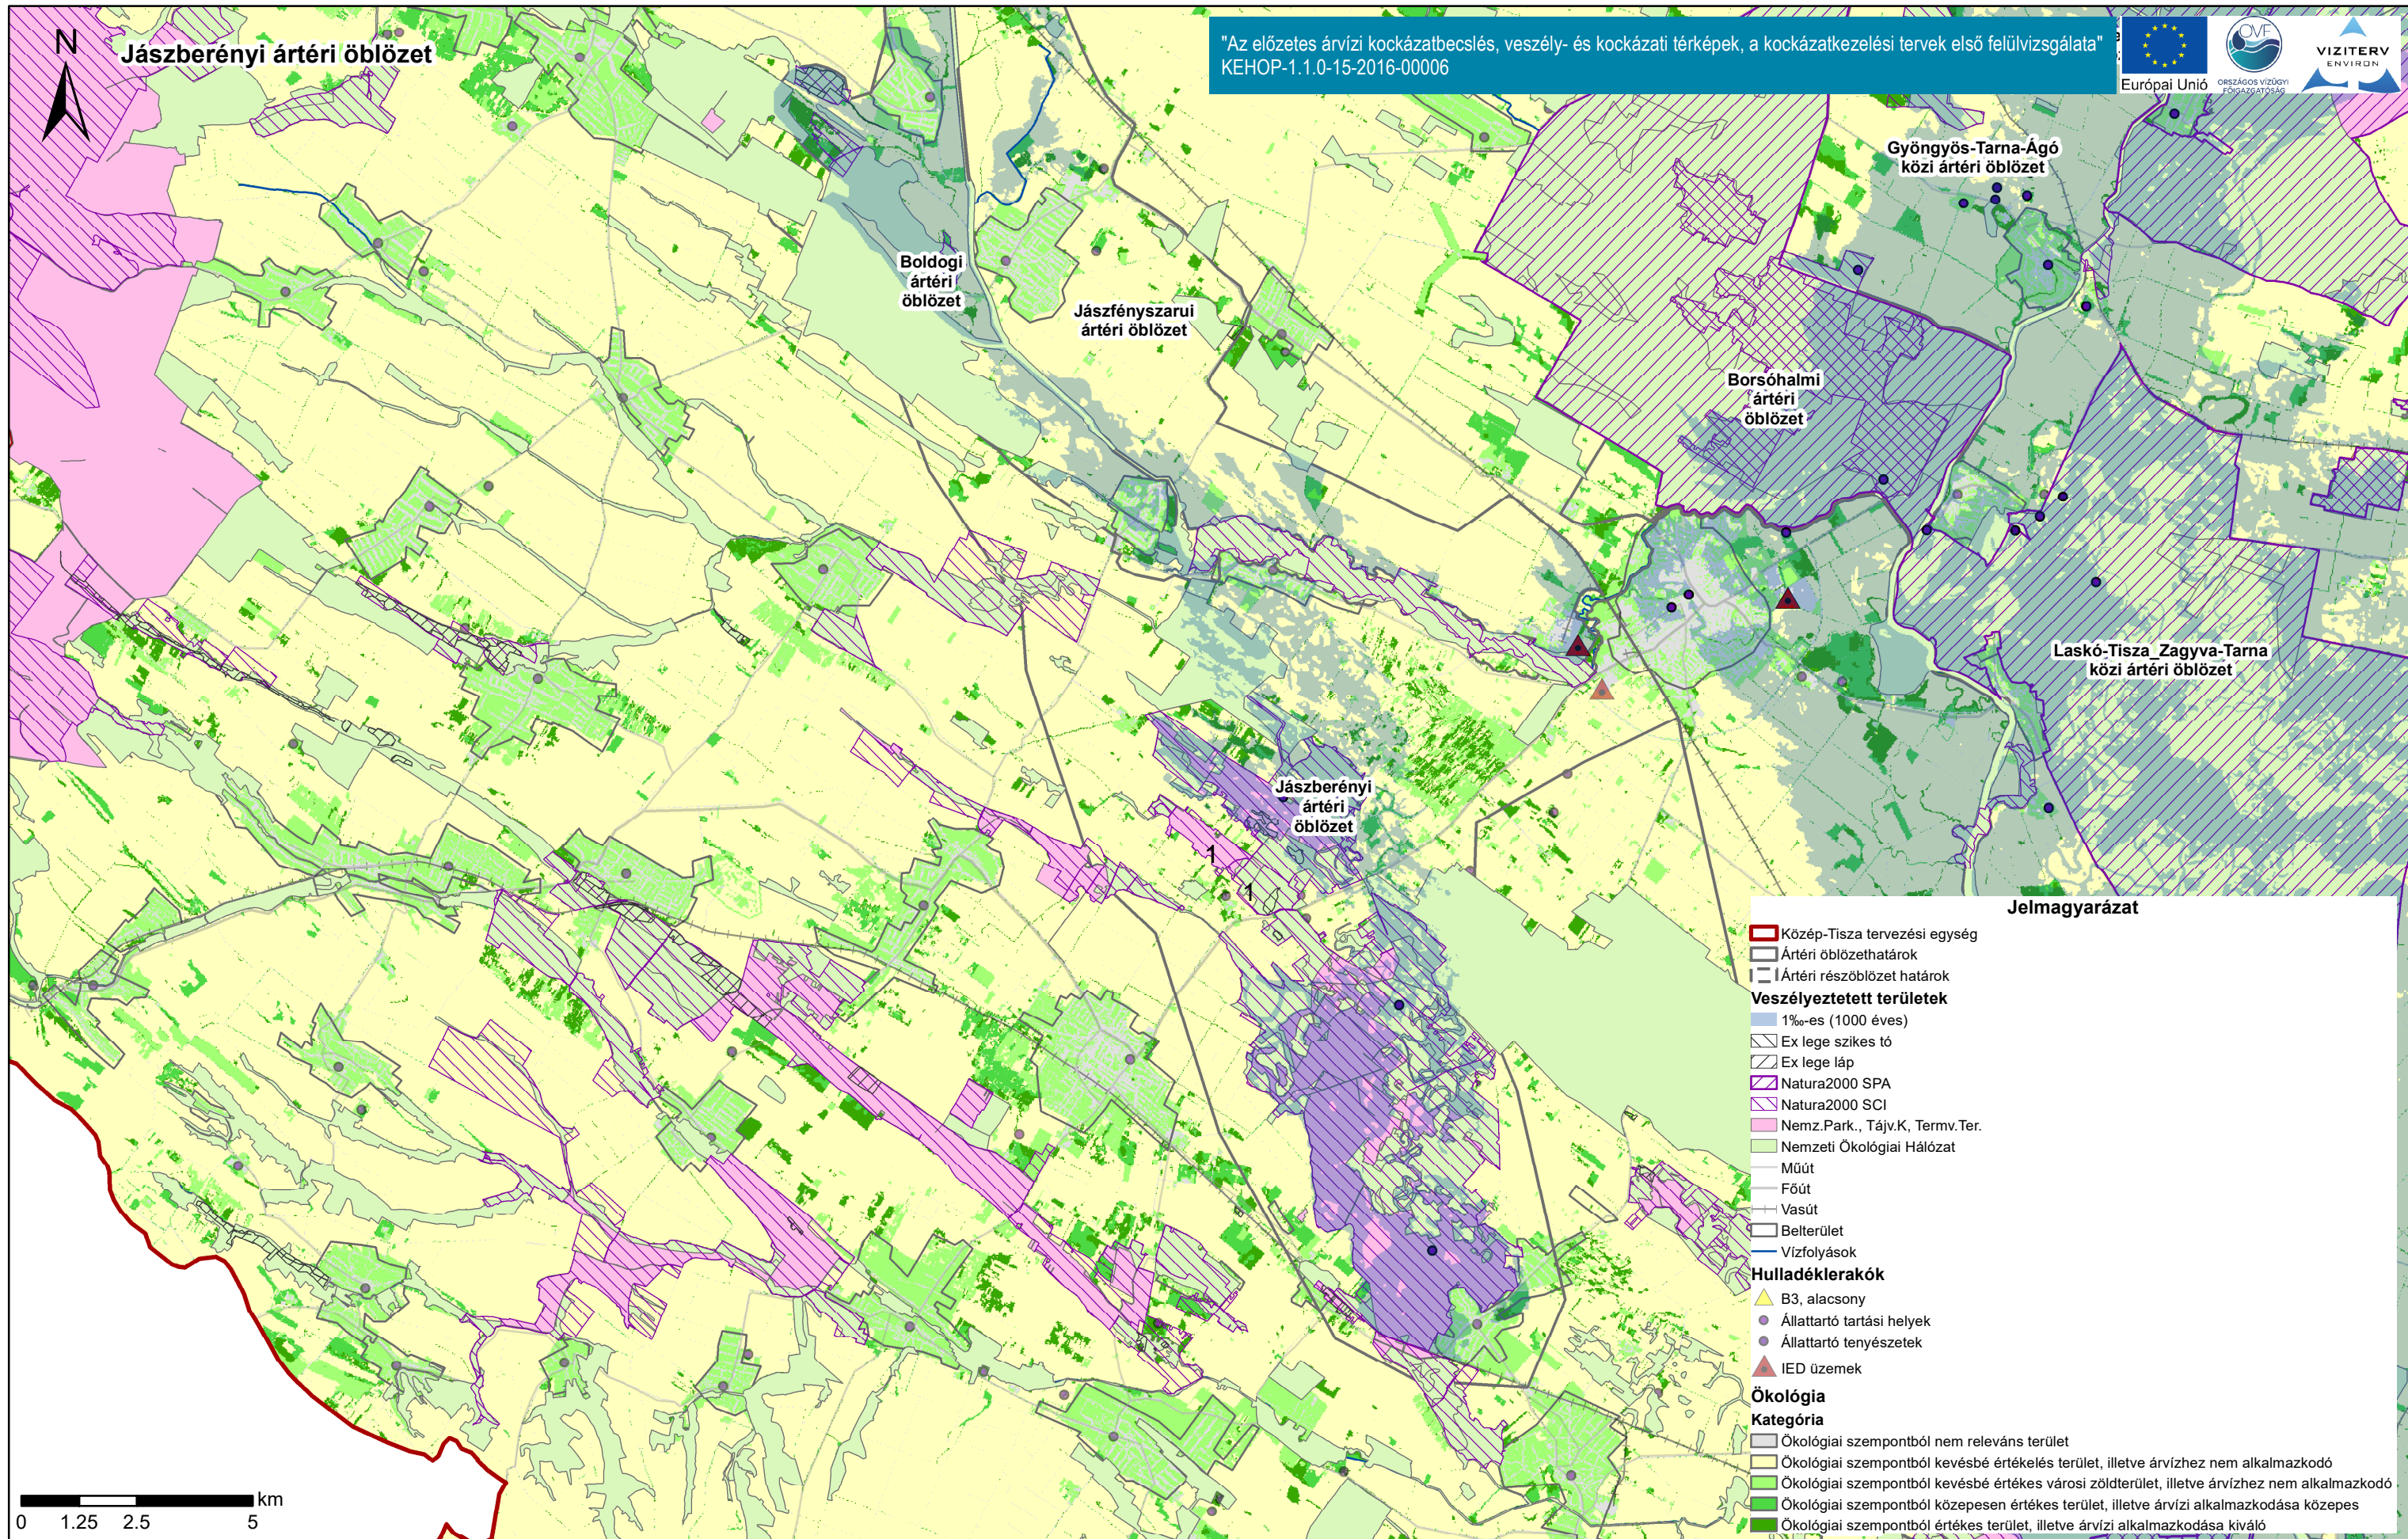 N
Jászberényi ártéri öblözet
"Az előzetes árvízi kockázatbecslés, veszély- és kockázati térképek, a kockázatkezelési tervek első felülvizsgálata"
KEHOP-1.1.0-15-2016-00006
Európai Unió
OVF
ORSZÁGOS VÍZÜGYI
FŐIGAZGATÓSÁG
VIZITERV
ENVIRON
Gyöngyös-Tarna-Ágó
közi ártéri öblözet
Boldogi
ártéri
öblözet
Jászfényszarui
ártéri öblözet
Borsóhalmi
ártéri
öblözet
Laskó-Tisza_Zagyva-Tarna
közi ártéri öblözet
Jászberényi
ártéri
öblözet
1
1
Jelmagyarázat
Közép-Tisza tervezési egység
Ártéri öblözethatárok
Ártéri részöblözet határok
Veszélyeztetett területek
1‰-es (1000 éves)
Ex lege szikes tó
Ex lege láp
Natura2000 SPA
Natura2000 SCI
Nemz.Park., Tájv.K, Termv.Ter.
Nemzeti Ökológiai Hálózat
Műút
Főút
Vasút
Belterület
Vízfolyások
Hulladéklerakók
B3, alacsony
Állattartó tartási helyek
Állattartó tenyészetek
IED üzemek
Ökológia
Kategória
Ökológiai szempontból nem releváns terület
Ökológiai szempontból kevésbé értékelés terület, illetve árvízhez nem alkalmazkodó
Ökológiai szempontból kevésbé értékes városi zöldterület, illetve árvízhez nem alkalmazkodó
Ökológiai szempontból közepesen értékes terület, illetve árvízi alkalmazkodása közepes
Ökológiai szempontból értékes terület, illetve árvízi alkalmazkodása kiváló
km
0 1.25 2.5 5